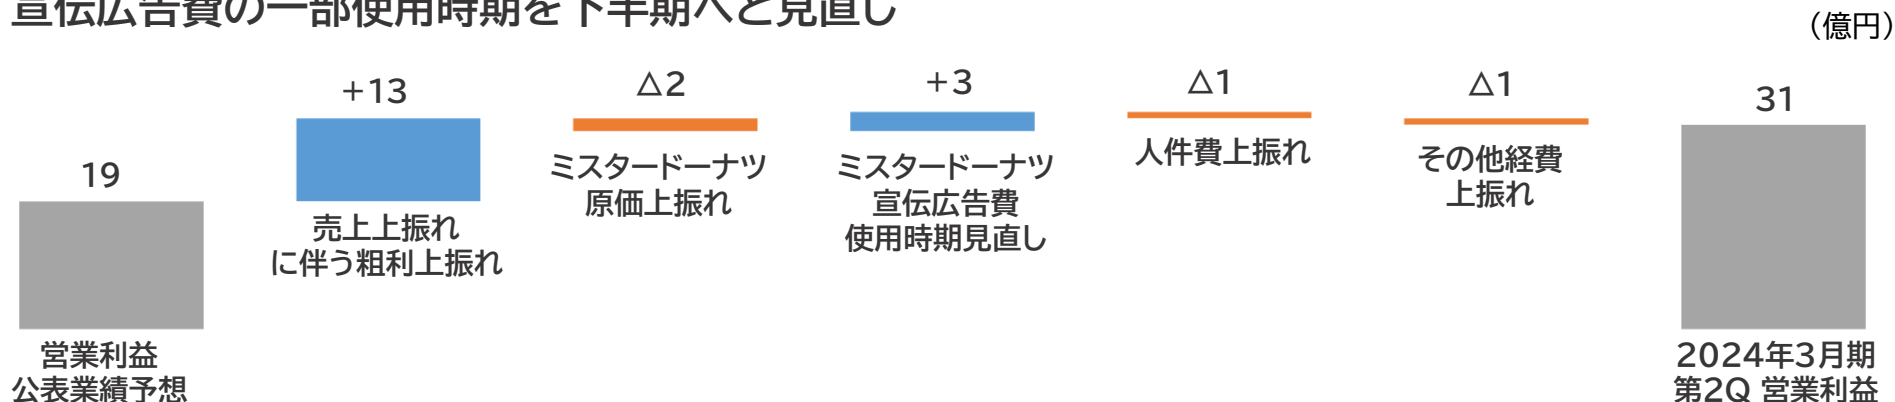 宣伝広告費の一部使用時期を下半期へと見直し
（億円）
19
営業利益
公表業績予想
+13
売上上振れ
に伴う粗利上振れ
△2
ミスタードーナツ
原価上振れ
+3
ミスタードーナツ
宣伝広告費
使用時期見直し
△1
人件費上振れ
△1
その他経費
上振れ
31
2024年3月期
第2Q 営業利益